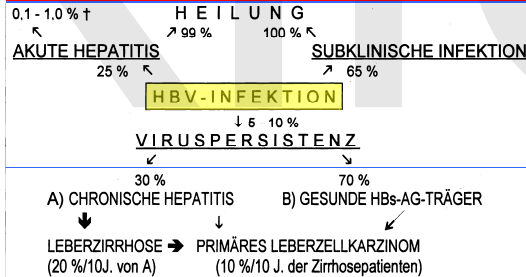 0,1 - 1.0 % † H E I L U N G
↖ ↗ 99 % 100 % ↖
AKUTE HEPATITIS SUBKLINISCHE INFEKTION
25 % ↖ ↗ 65 %
HBV-INFEKTION
↓ 5 10 %
VIRUSPERSISTENZ
↙ ↘
30 % 70 %
A) CHRONISCHE HEPATITIS B) GESUNDE HBs-AG-TRÄGER
LEBERZIRRHOSE ➔ PRIMÄRES LEBERZELLKARZINOM
(20 %/10J. von A) (10 %/10 J. der Zirrhosepatienten)